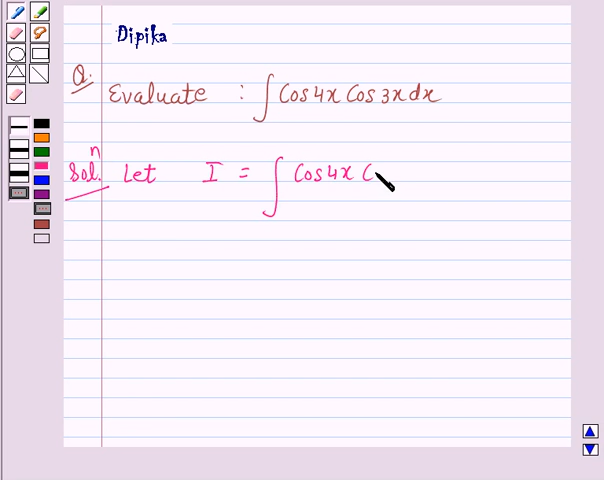 Dipika
Q. Evaluate : ∫ Cos 4x Cos 3x dx
Solⁿ. Let I = ∫ Cos 4x C